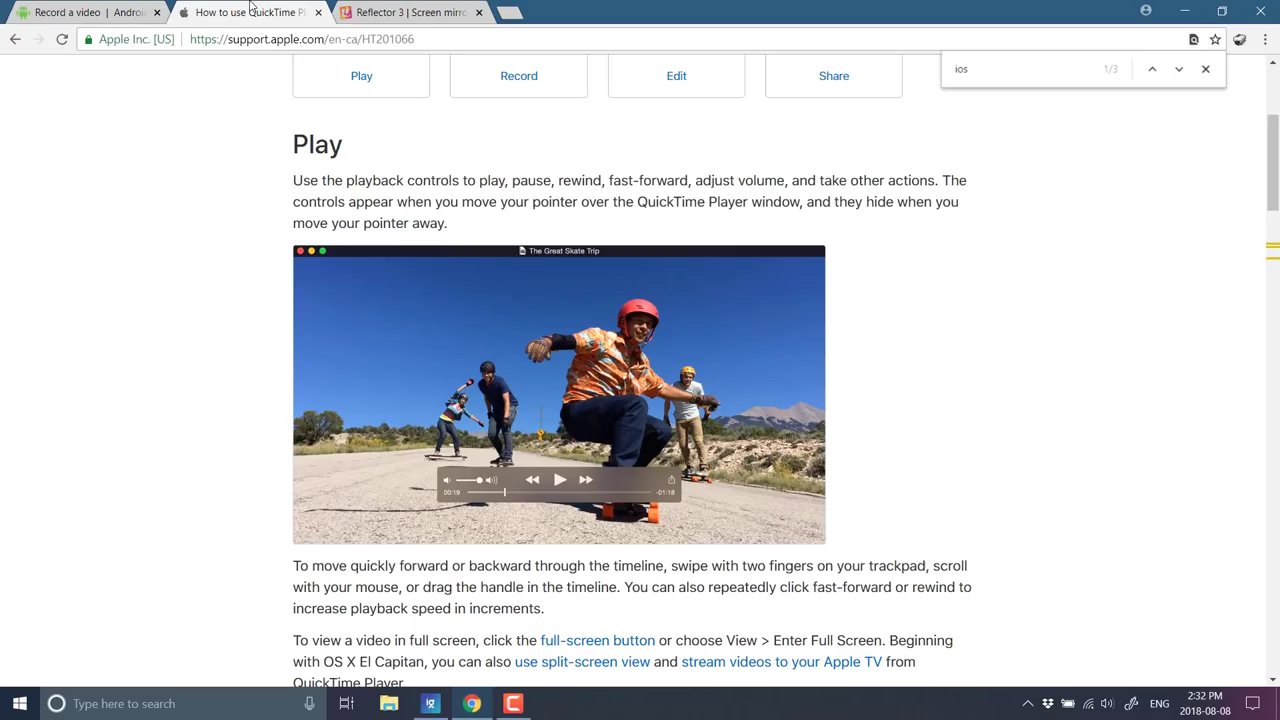 Record a video | Android
How to use QuickTime Pl
Reflector 3 | Screen mirro
Apple Inc. [US]
https://support.apple.com/en-ca/HT201066
ios
1/3
Play
Record
Edit
Share
Play
Use the playback controls to play, pause, rewind, fast-forward, adjust volume, and take other actions. The
controls appear when you move your pointer over the QuickTime Player window, and they hide when you
move your pointer away.
The Great Skate Trip
00:19
-01:18
To move quickly forward or backward through the timeline, swipe with two fingers on your trackpad, scroll
with your mouse, or drag the handle in the timeline. You can also repeatedly click fast-forward or rewind to
increase playback speed in increments.
To view a video in full screen, click the full-screen button or choose View > Enter Full Screen. Beginning
with OS X El Capitan, you can also use split-screen view and stream videos to your Apple TV from
QuickTime Player.
Type here to search
ENG
2:32 PM
2018-08-08